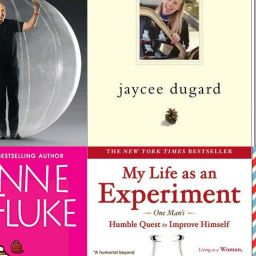 jaycee dugard
BESTSELLING AUTHOR
NNE
FLUKE
THE NEW YORK TIMES BESTSELLER
My Life as an
Experiment
One Man's
Humble Quest to Improve Himself
"A humorist beyond
Living as a Woman,